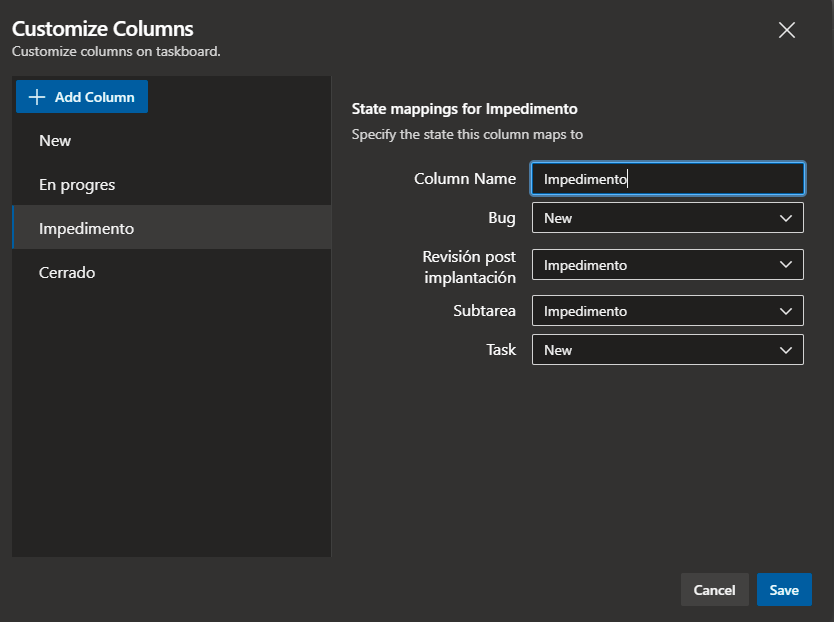 Customize Columns
Customize columns on taskboard.
Add Column
New
En progres
Impedimento
Cerrado
State mappings for Impedimento
Specify the state this column maps to
Column Name Impedimento
Bug New
Revisión post
implantación Impedimento
Subtarea Impedimento
Task New
Cancel Save